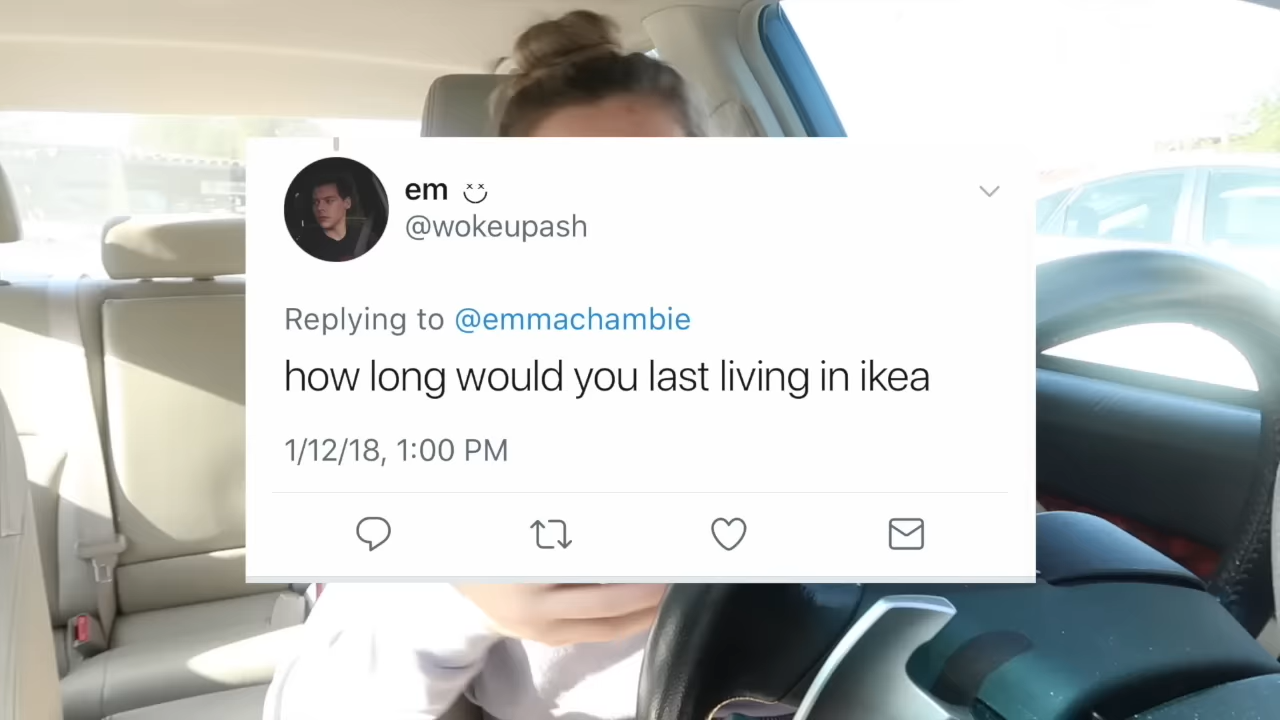 em
@wokeupash
Replying to @emmachambie
how long would you last living in ikea
1/12/18, 1:00 PM